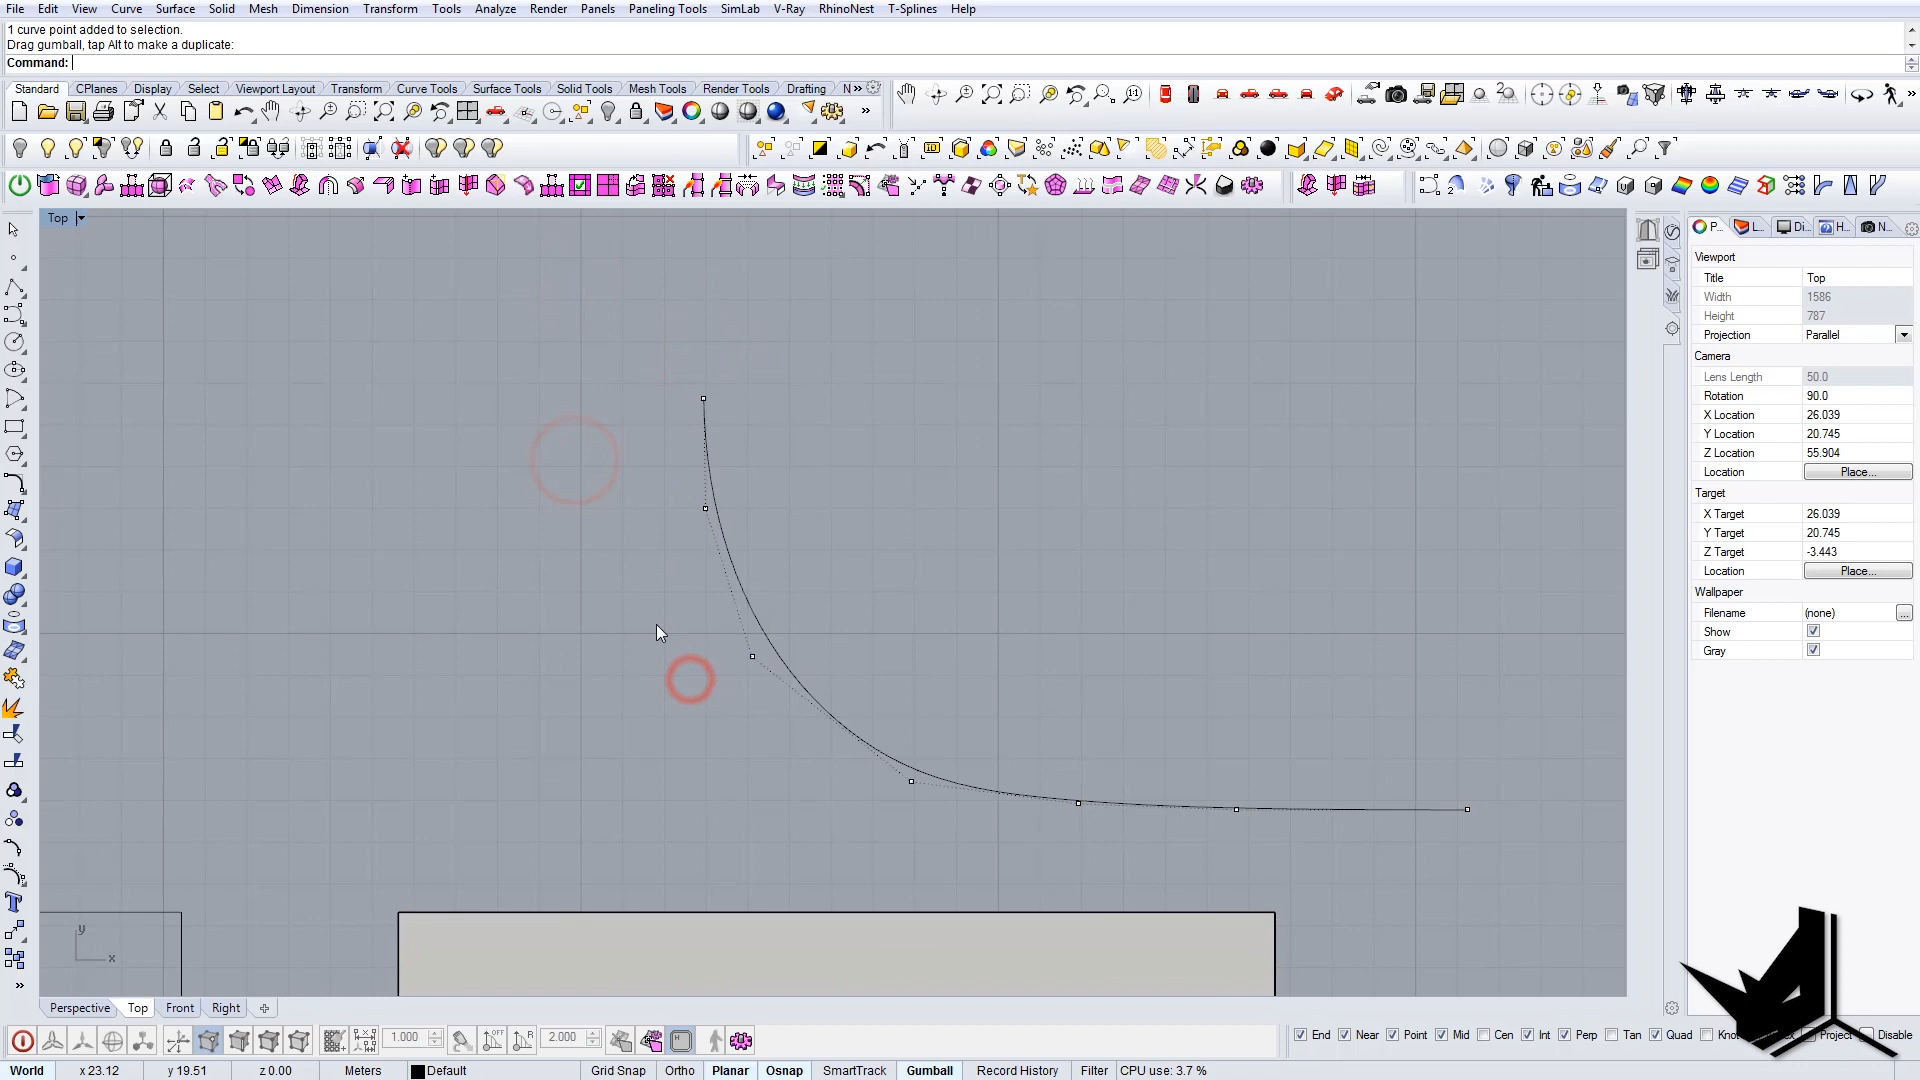 File Edit View Curve Surface Solid Mesh Dimension Transform Tools Analyze Render Panels Paneling Tools SimLab V-Ray RhinoNest T-Splines Help
1 curve point added to selection.
Drag gumball, tap Alt to make a duplicate:
Command:
Standard CPlanes Display Select Viewport Layout Transform Curve Tools Surface Tools Solid Tools Mesh Tools Render Tools Drafting N
Top
P... L... Di... H... N...
Viewport
Title Top
Width 1586
Height 787
Projection Parallel
Camera
Lens Length 50.0
Rotation 90.0
X Location 26.039
Y Location 20.745
Z Location 55.904
Location Place...
Target
X Target 26.039
Y Target 20.745
Z Target -3.443
Location Place...
Wallpaper
Filename (none) ...
Show
Gray
y
x
Perspective Top Front Right
1.000 2.000
End Near Point Mid Cen Int Perp Tan Quad Project Disable
World x 23.12 y 19.51 z 0.00 Meters Default Grid Snap Ortho Planar Osnap SmartTrack Gumball Record History Filter CPU use: 3.7 %